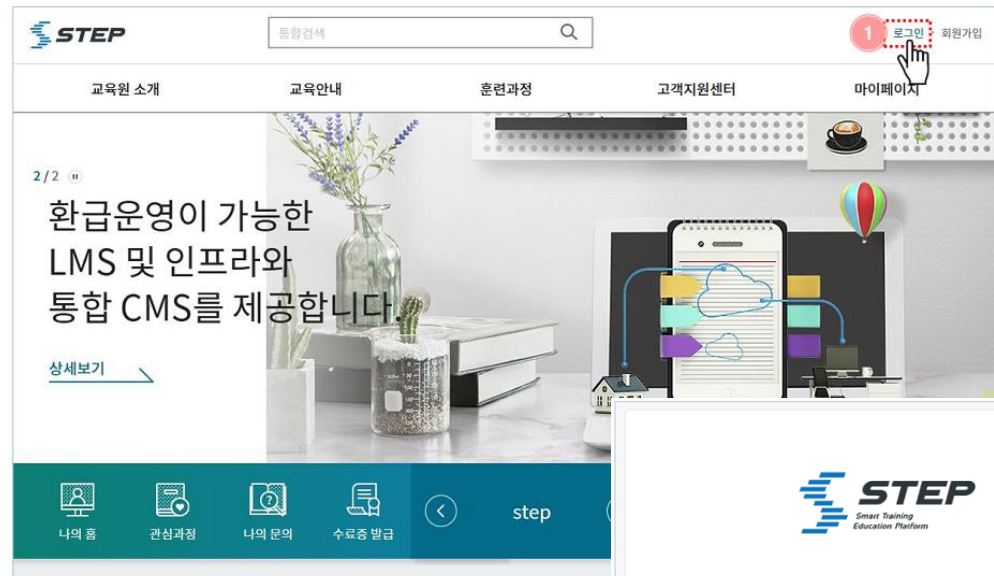 STEP
통합검색
1 로그인 회원가입
교육원 소개 교육안내 훈련과정 고객지원센터 마이페이지
2/2
환급운영이 가능한
LMS 및 인프라와
통합 CMS를 제공합니다.
상세보기
나의 홈 관심과정 나의 문의 수료증 발급 step
STEP
Smart Training
Education Platform